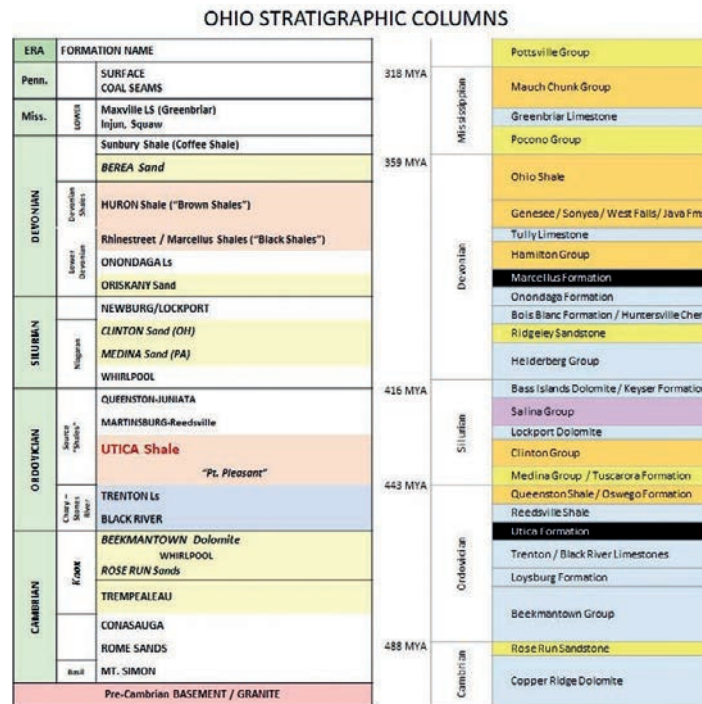 OHIO STRATIGRAPHIC COLUMNS
ERA FORMATION NAME
Penn.
SURFACE
COAL SEAMS
Miss.
LOWER
Maxville LS (Greenbriar)
Injun, Squaw
DEVONIAN
Sunbury Shale (Coffee Shale)
BEREA Sand
Devonian
Shales
HURON Shale ("Brown Shales")
Lower
Devonian
Rhinestreet / Marcellus Shales ("Black Shales")
ONONDAGA Ls
ORISKANY Sand
SILURIAN
NEWBURG/LOCKPORT
Niagaran
CLINTON Sand (OH)
MEDINA Sand (PA)
WHIRLPOOL
ORDOVICIAN
Source
"Shales"
QUEENSTON-JUNIATA
MARTINSBURG-Reedsville
UTICA Shale
"Pt. Pleasant"
River
TRENTON Ls
BLACK RIVER
CAMBRIAN
Knox
BEEKMANTOWN Dolomite
WHIRLPOOL
ROSE RUN Sands
TREMPEALEAU
CONASAUGA
ROME SANDS
Basil
MT. SIMON
Pre-Cambrian BASEMENT / GRANITE
318 MYA
359 MYA
416 MYA
443 MYA
488 MYA
Mississippian
Devonian
Silurian
Ordovician
Cambrian
Pottsville Group
Mauch Chunk Group
Greenbriar Limestone
Pocono Group
Ohio Shale
Genesee / Sonyea / West Falls / Java Fms
Tully Limestone
Hamilton Group
Marcellus Formation
Onondaga Formation
Bois Blanc Formation / Huntersville Cher
Ridgeley Sandstone
Helderberg Group
Bass Islands Dolomite / Keyser Formation
Salina Group
Lockport Dolomite
Clinton Group
Medina Group / Tuscarora Formation
Queenston Shale / Oswego Formation
Reedsville Shale
Utica Formation
Trenton / Black River Limestones
Loysburg Formation
Beekmantown Group
Rose Run Sandstone
Copper Ridge Dolomite